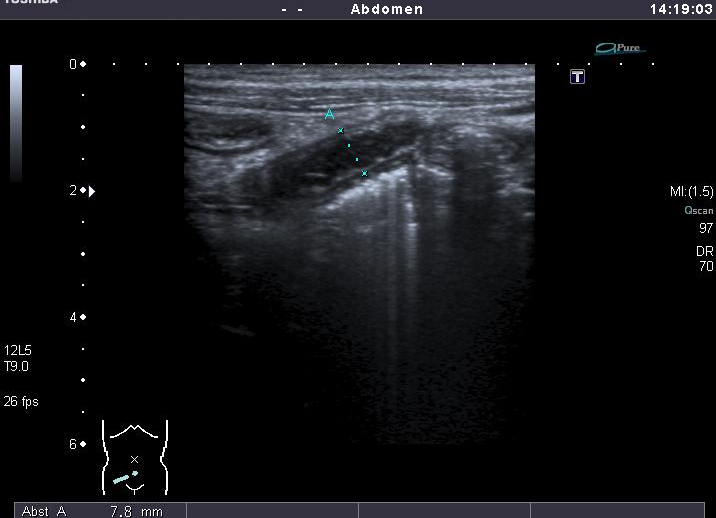 TOSHIBA
- - Abdomen 14:19:03
aPure
T
0
A
2
MI:(1.5)
Qscan
97
DR
70
4
12L5
T9.0
26 fps
6
Abst A 7.8 mm